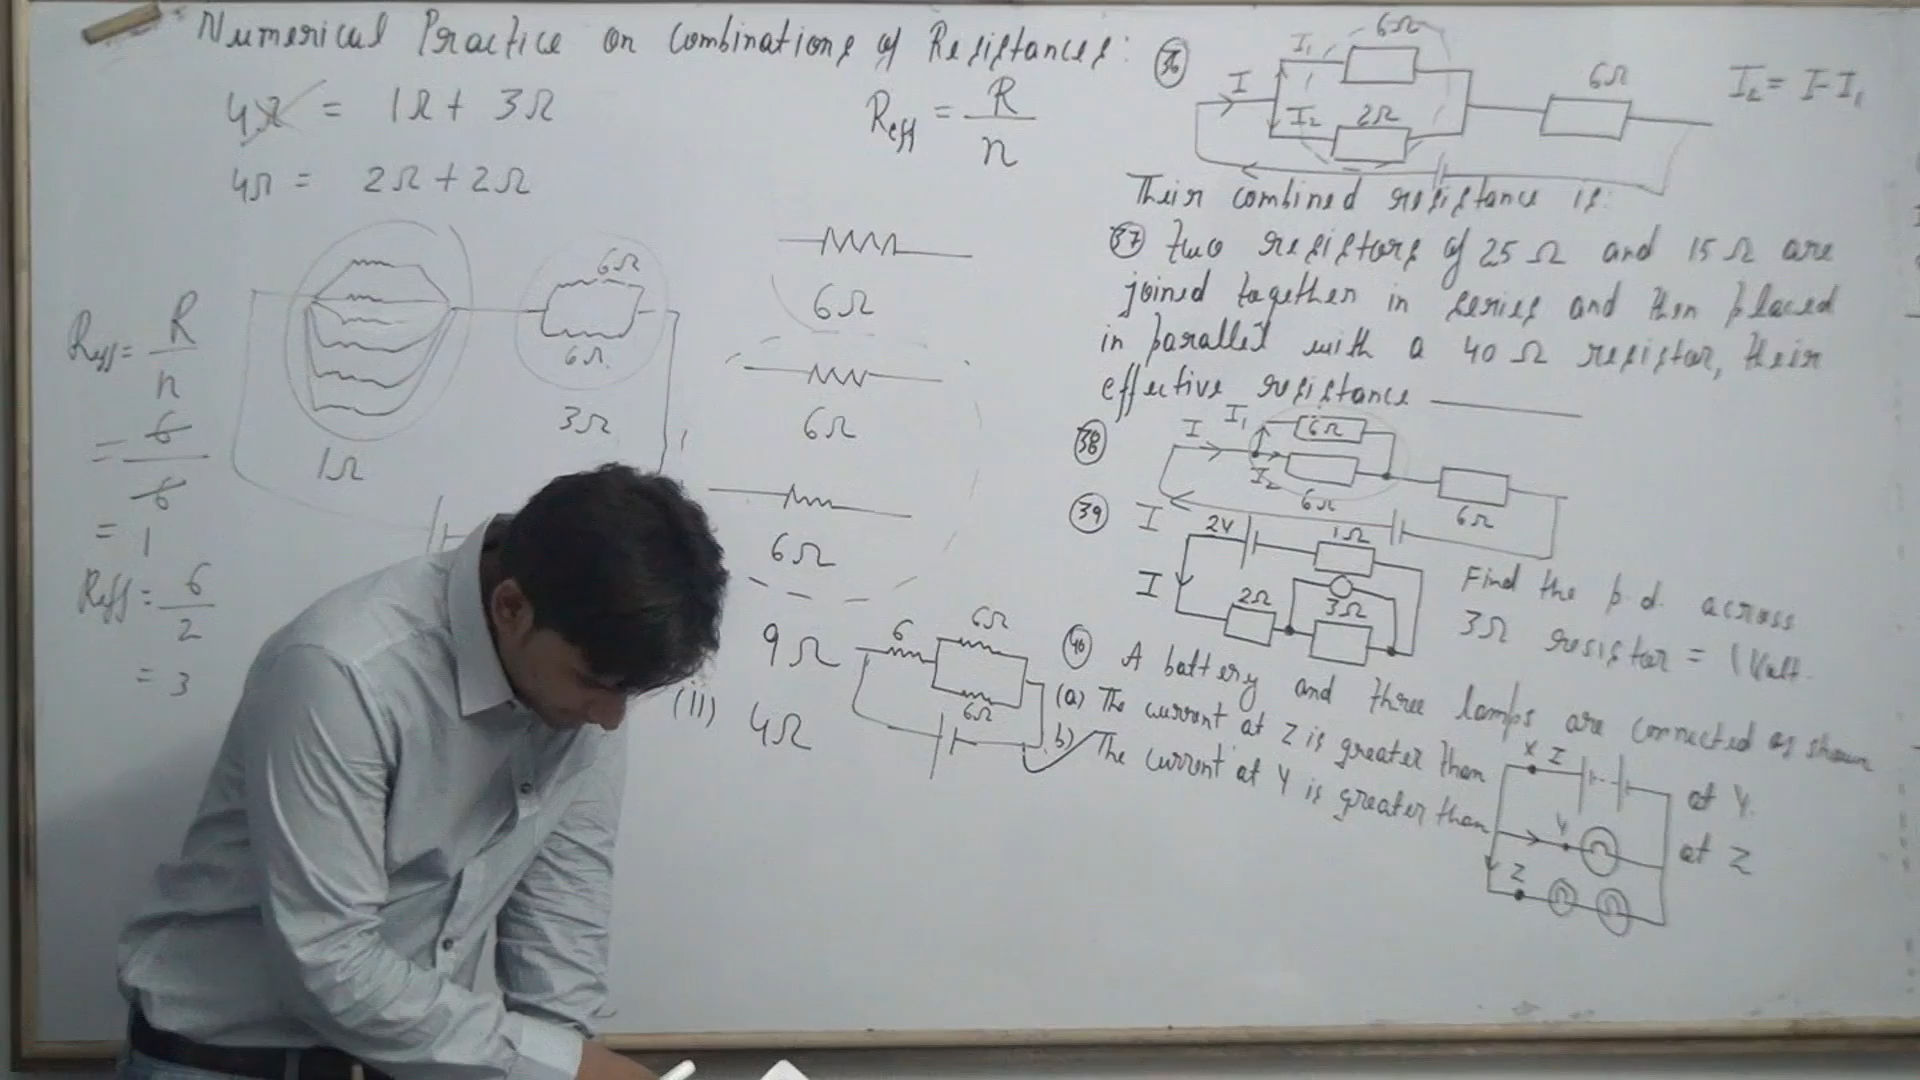 Numerical Practice on Combinations of Resistances:
4Ω = 1Ω + 3Ω
4Ω = 2Ω + 2Ω
Reff = R
n
6Ω
6Ω
3Ω
1Ω
Reff = R
n
= 6
6
= 1
Reff = 6
2
= 3
6Ω
6Ω
6Ω
9Ω
6
6Ω
6Ω
(ii) 4Ω
36
I
I1
6Ω
I2
2Ω
6Ω
I2 = I - I1
Their combined resistance is:
37 Two resistors of 25 Ω and 15 Ω are
joined together in series and then placed
in parallel with a 40 Ω resistor, their
effective resistance
38
I
I1
6Ω
I2
6Ω
6Ω
39
I
2V
1Ω
I
2Ω
3Ω
Find the p.d. across
3Ω resistor = 1 Volt.
40 A battery and three lamps are connected as shown
(a) The current at Z is greater than at Y.
b) The current at Y is greater than at Z
X
I
Y
Z